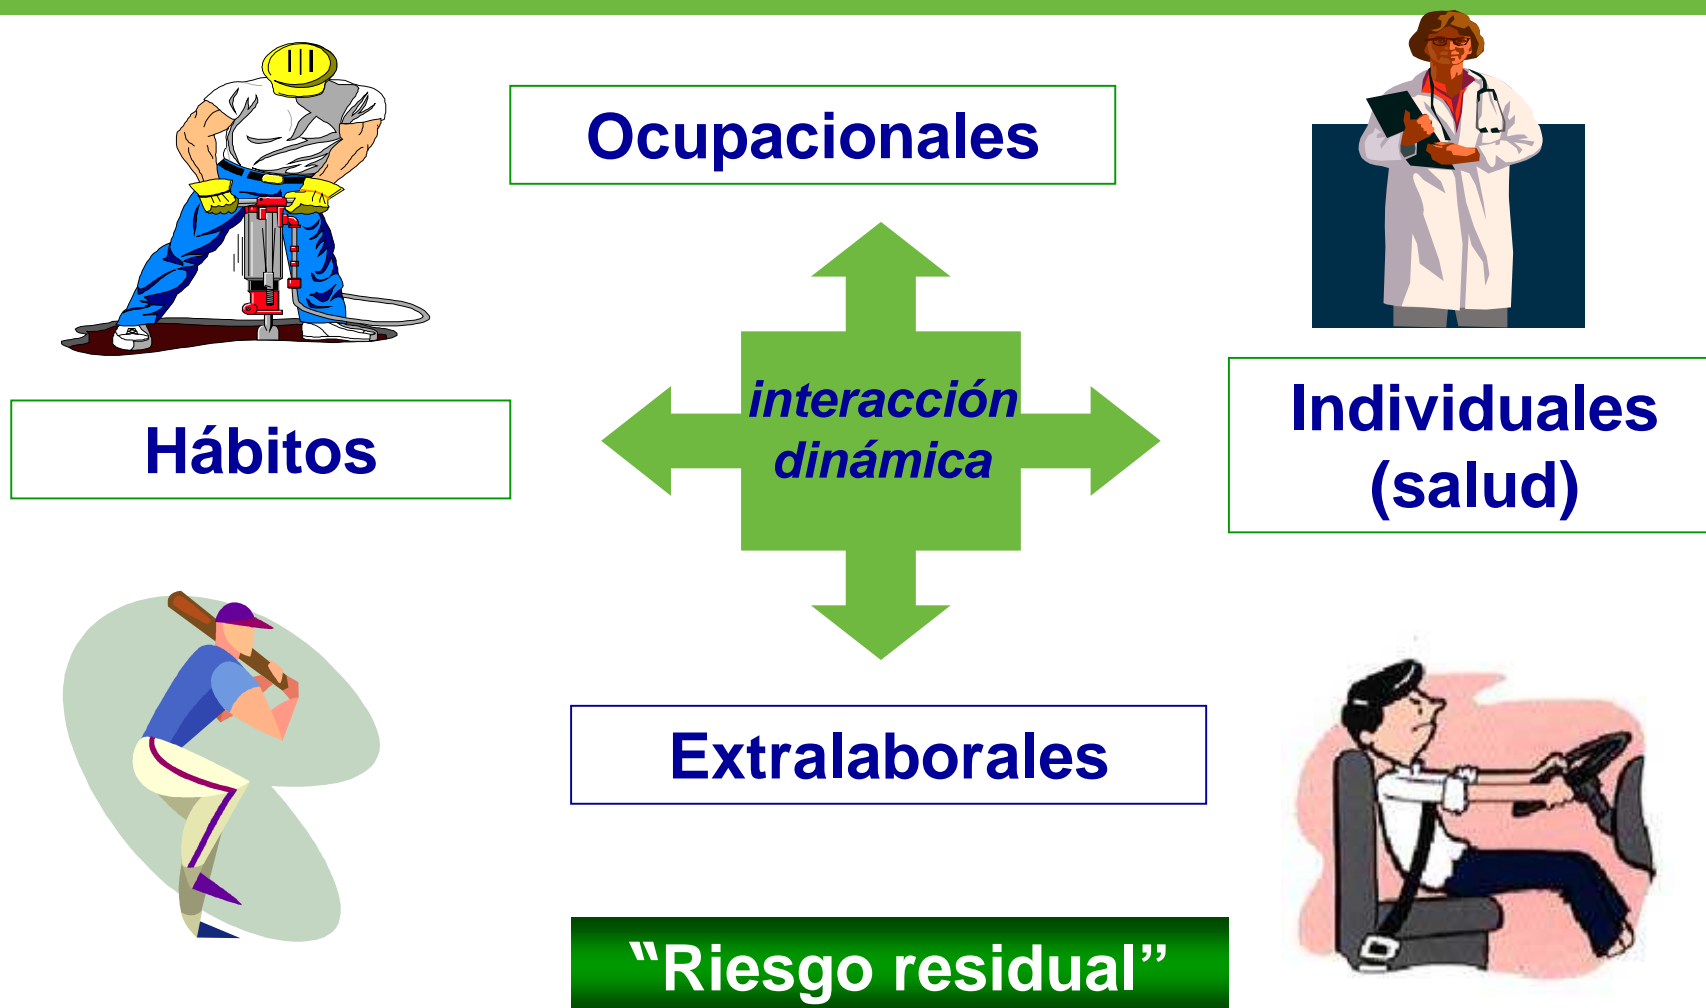 Ocupacionales
interacción
dinámica
Hábitos
Individuales
(salud)
Extralaborales
‟Riesgo residual”